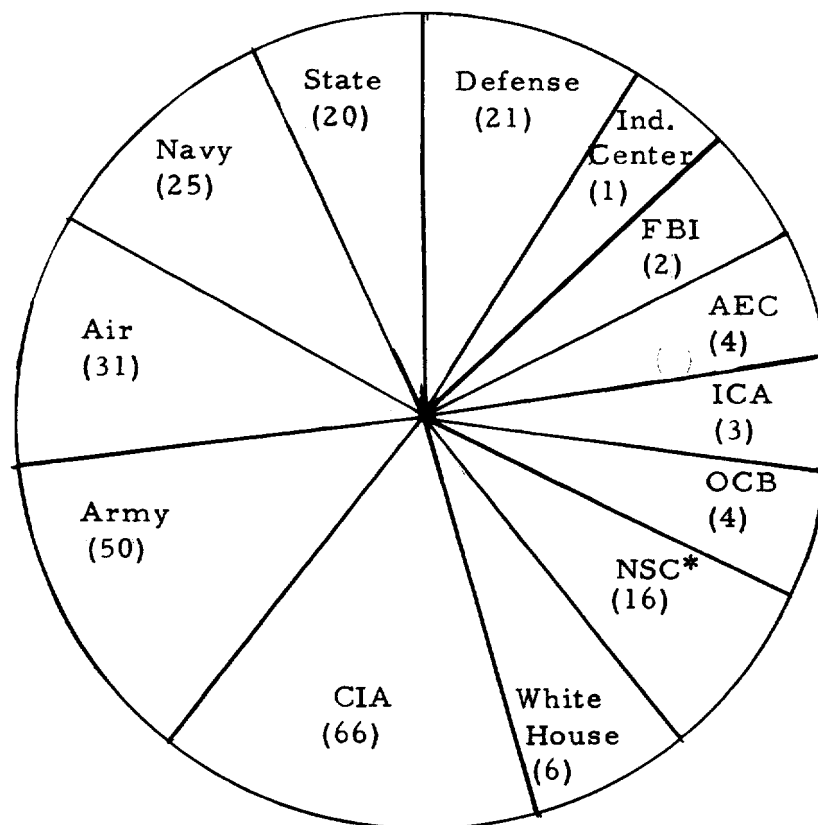 State
(20)
Defense
(21)
Ind.
Center
(1)
FBI
(2)
AEC
(4)
ICA
(3)
OCB
(4)
NSC*
(16)
White
House
(6)
CIA
(66)
Army
(50)
Air
(31)
Navy
(25)